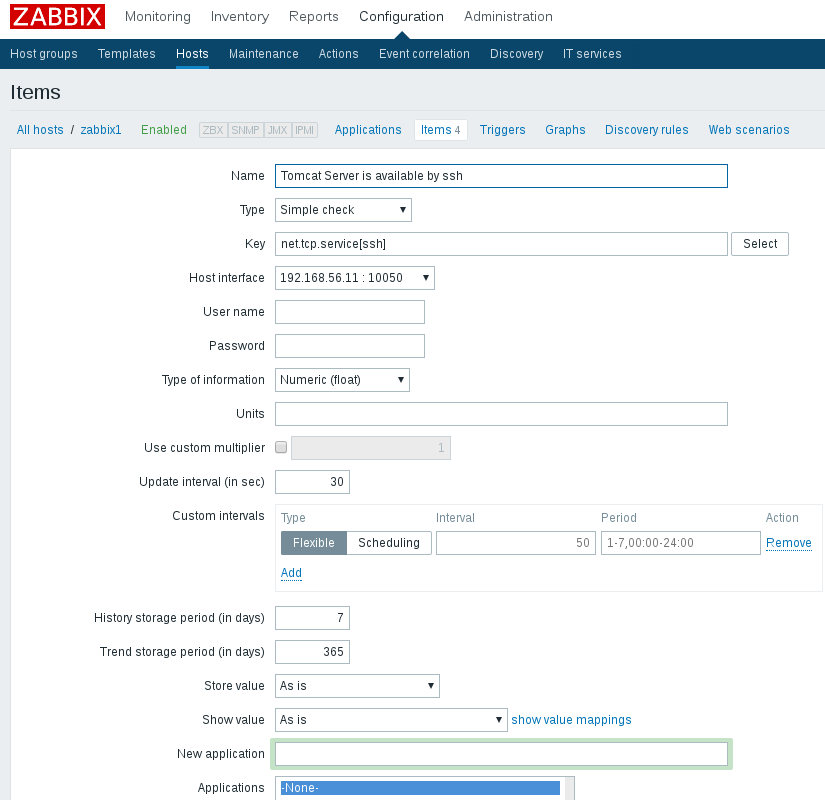 ZABBIX Monitoring Inventory Reports Configuration Administration
Host groups Templates Hosts Maintenance Actions Event correlation Discovery IT services
Items
All hosts / zabbix1 Enabled ZBX SNMP JMX IPMI Applications Items 4 Triggers Graphs Discovery rules Web scenarios
Name Tomcat Server is available by ssh
Type Simple check
Key net.tcp.service[ssh] Select
Host interface 192.168.56.11 : 10050
User name
Password
Type of information Numeric (float)
Units
Use custom multiplier 1
Update interval (in sec) 30
Custom intervals Type Interval Period Action
Flexible Scheduling 50 1-7,00:00-24:00 Remove
Add
History storage period (in days) 7
Trend storage period (in days) 365
Store value As is
Show value As is show value mappings
New application
Applications -None-